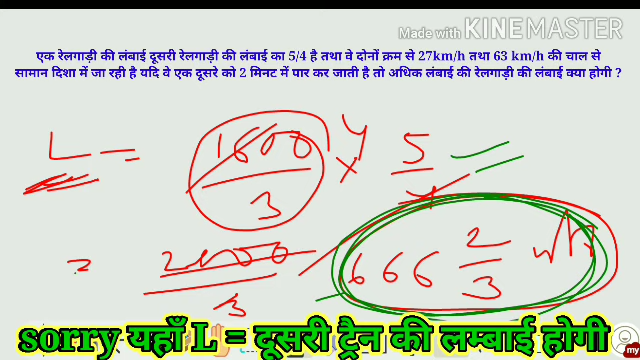 Made with KINEMASTER
एक रेलगाड़ी की लंबाई दूसरी रेलगाड़ी की लंबाई का 5/4 है तथा वे दोनों क्रम से 27km/h तथा 63 km/h की चाल से
सामान दिशा में जा रही है यदि वे एक दूसरे को 2 मिनट में पार कर जाती है तो अधिक लंबाई की रेलगाड़ी की लंबाई क्या होगी ?
L = 1600/3 × 5/4
= 2000/3 666 2/3
sorry यहाँ L = दूसरी ट्रैन की लम्बाई होगी
my